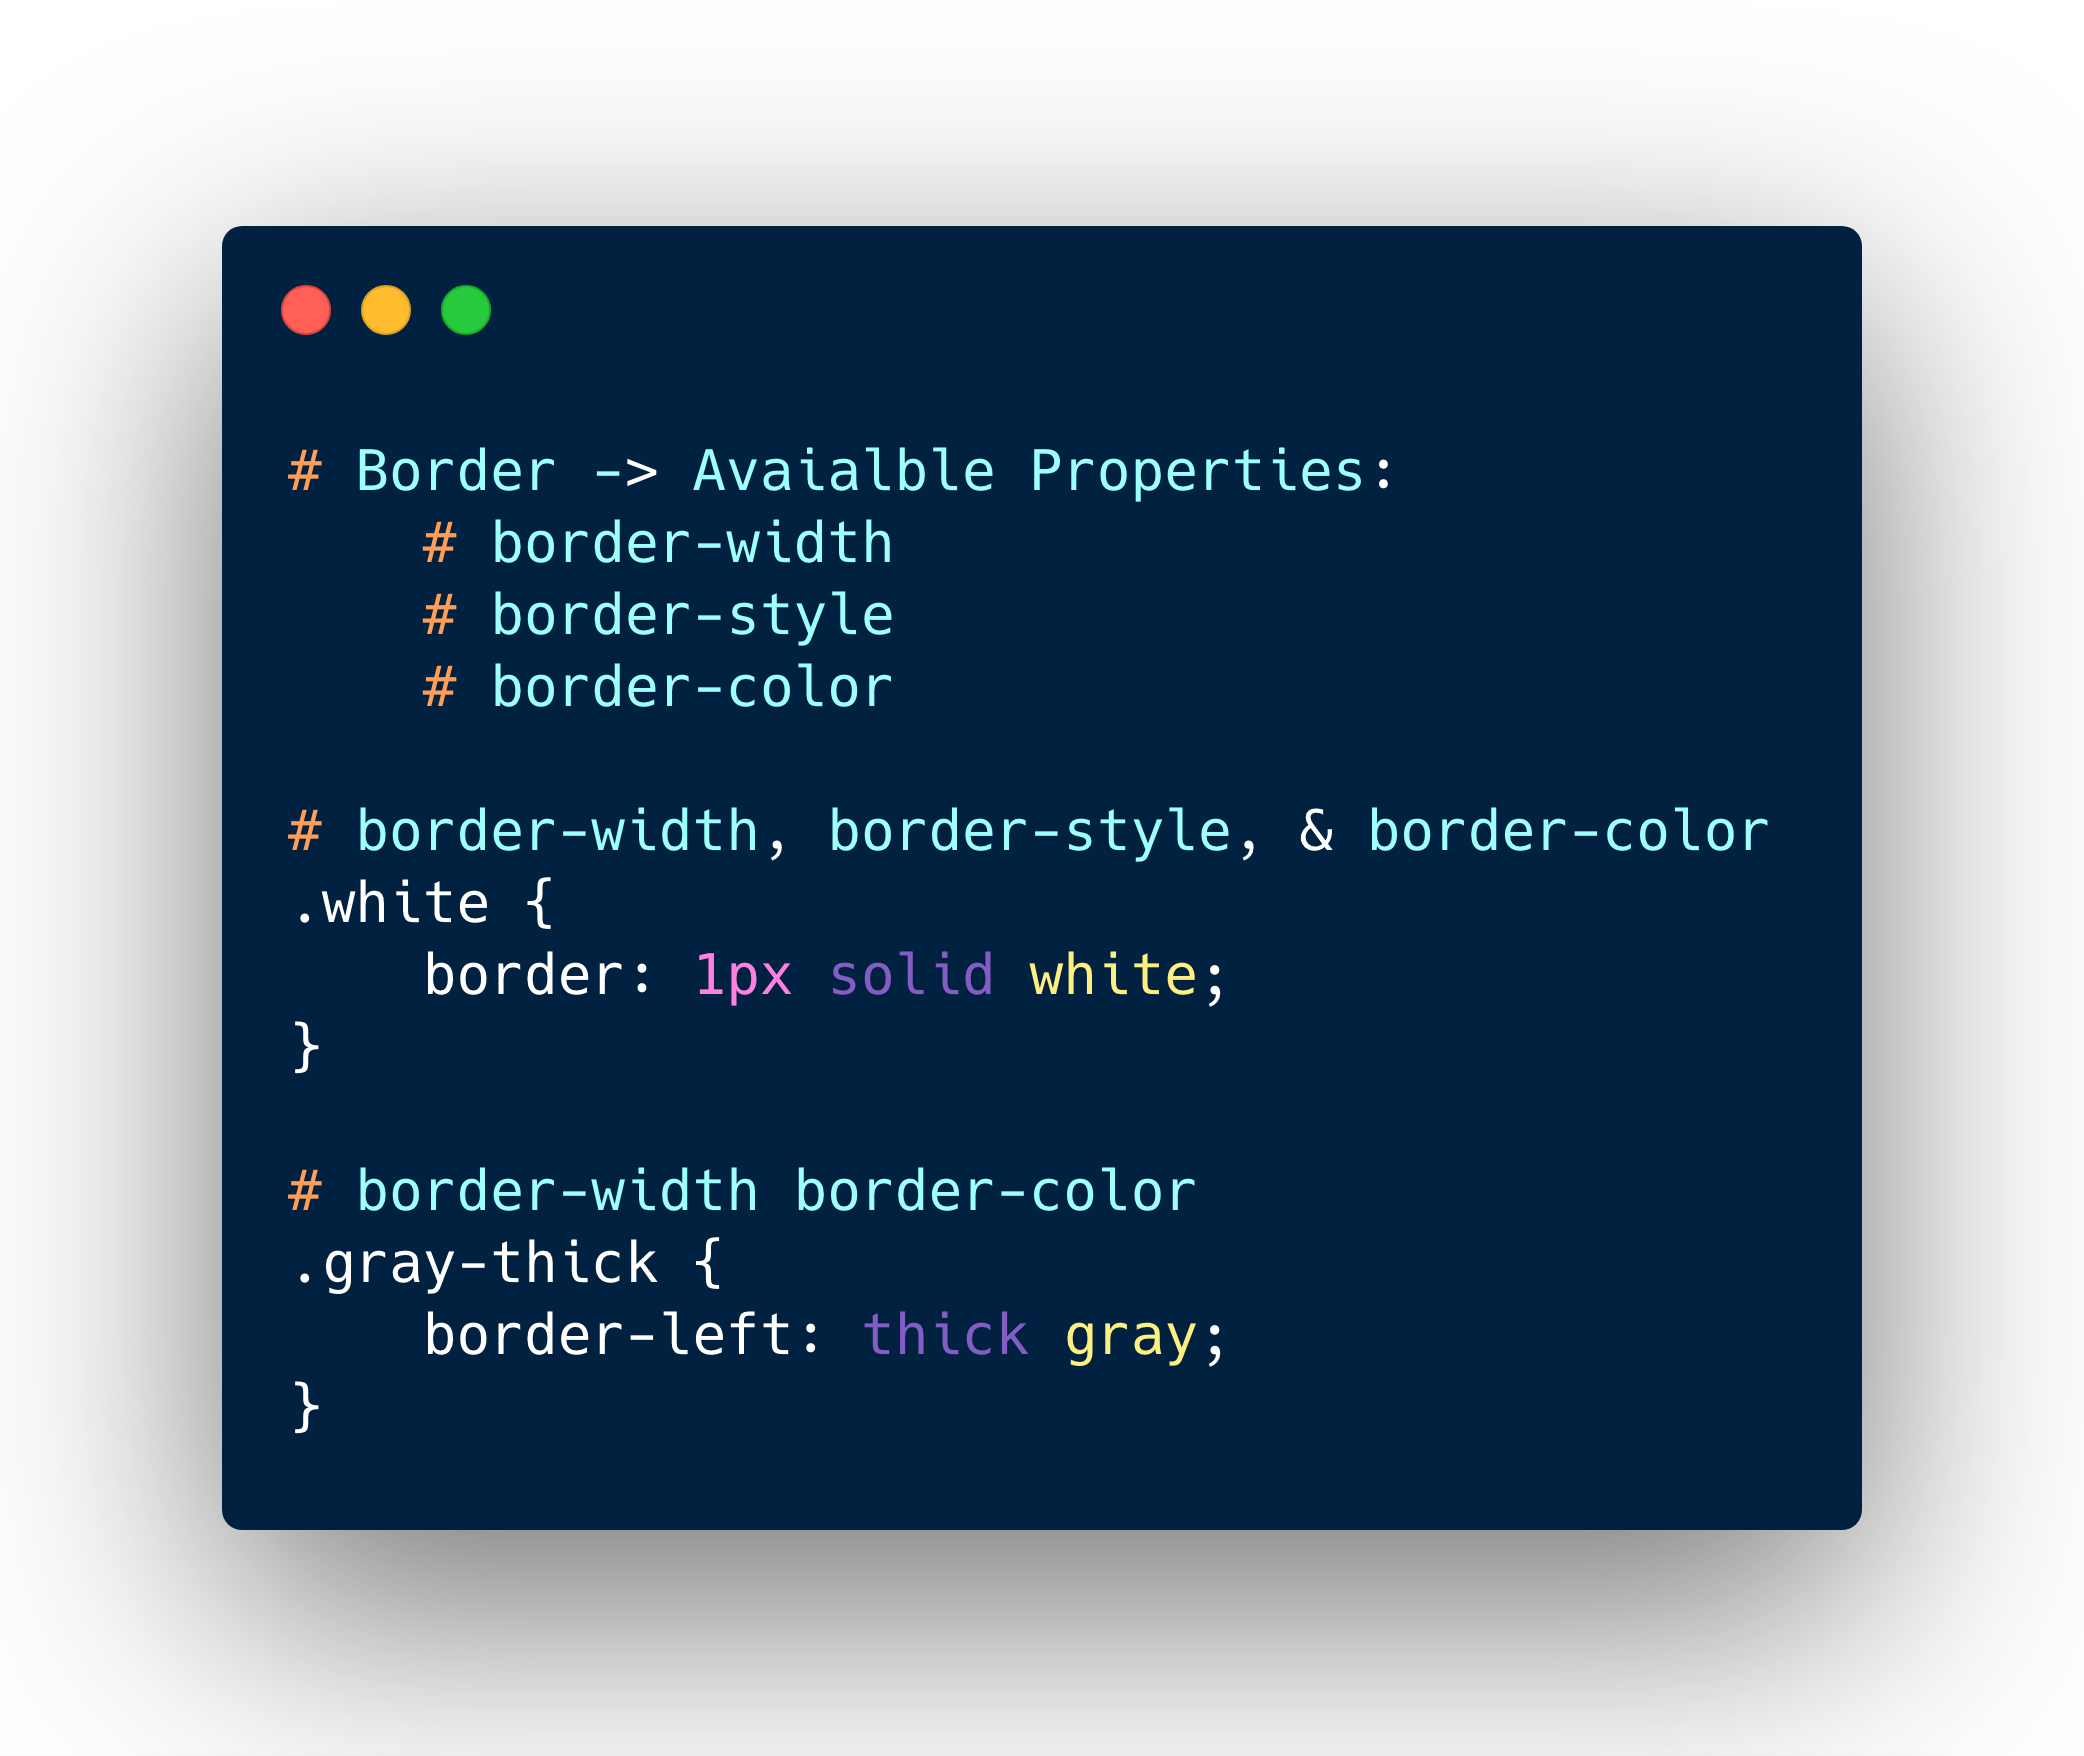 # Border -> Avaialble Properties:
    # border-width
    # border-style
    # border-color
# border-width, border-style, & border-color
.white {
    border: 1px solid white;
}
# border-width border-color
.gray-thick {
    border-left: thick gray;
}